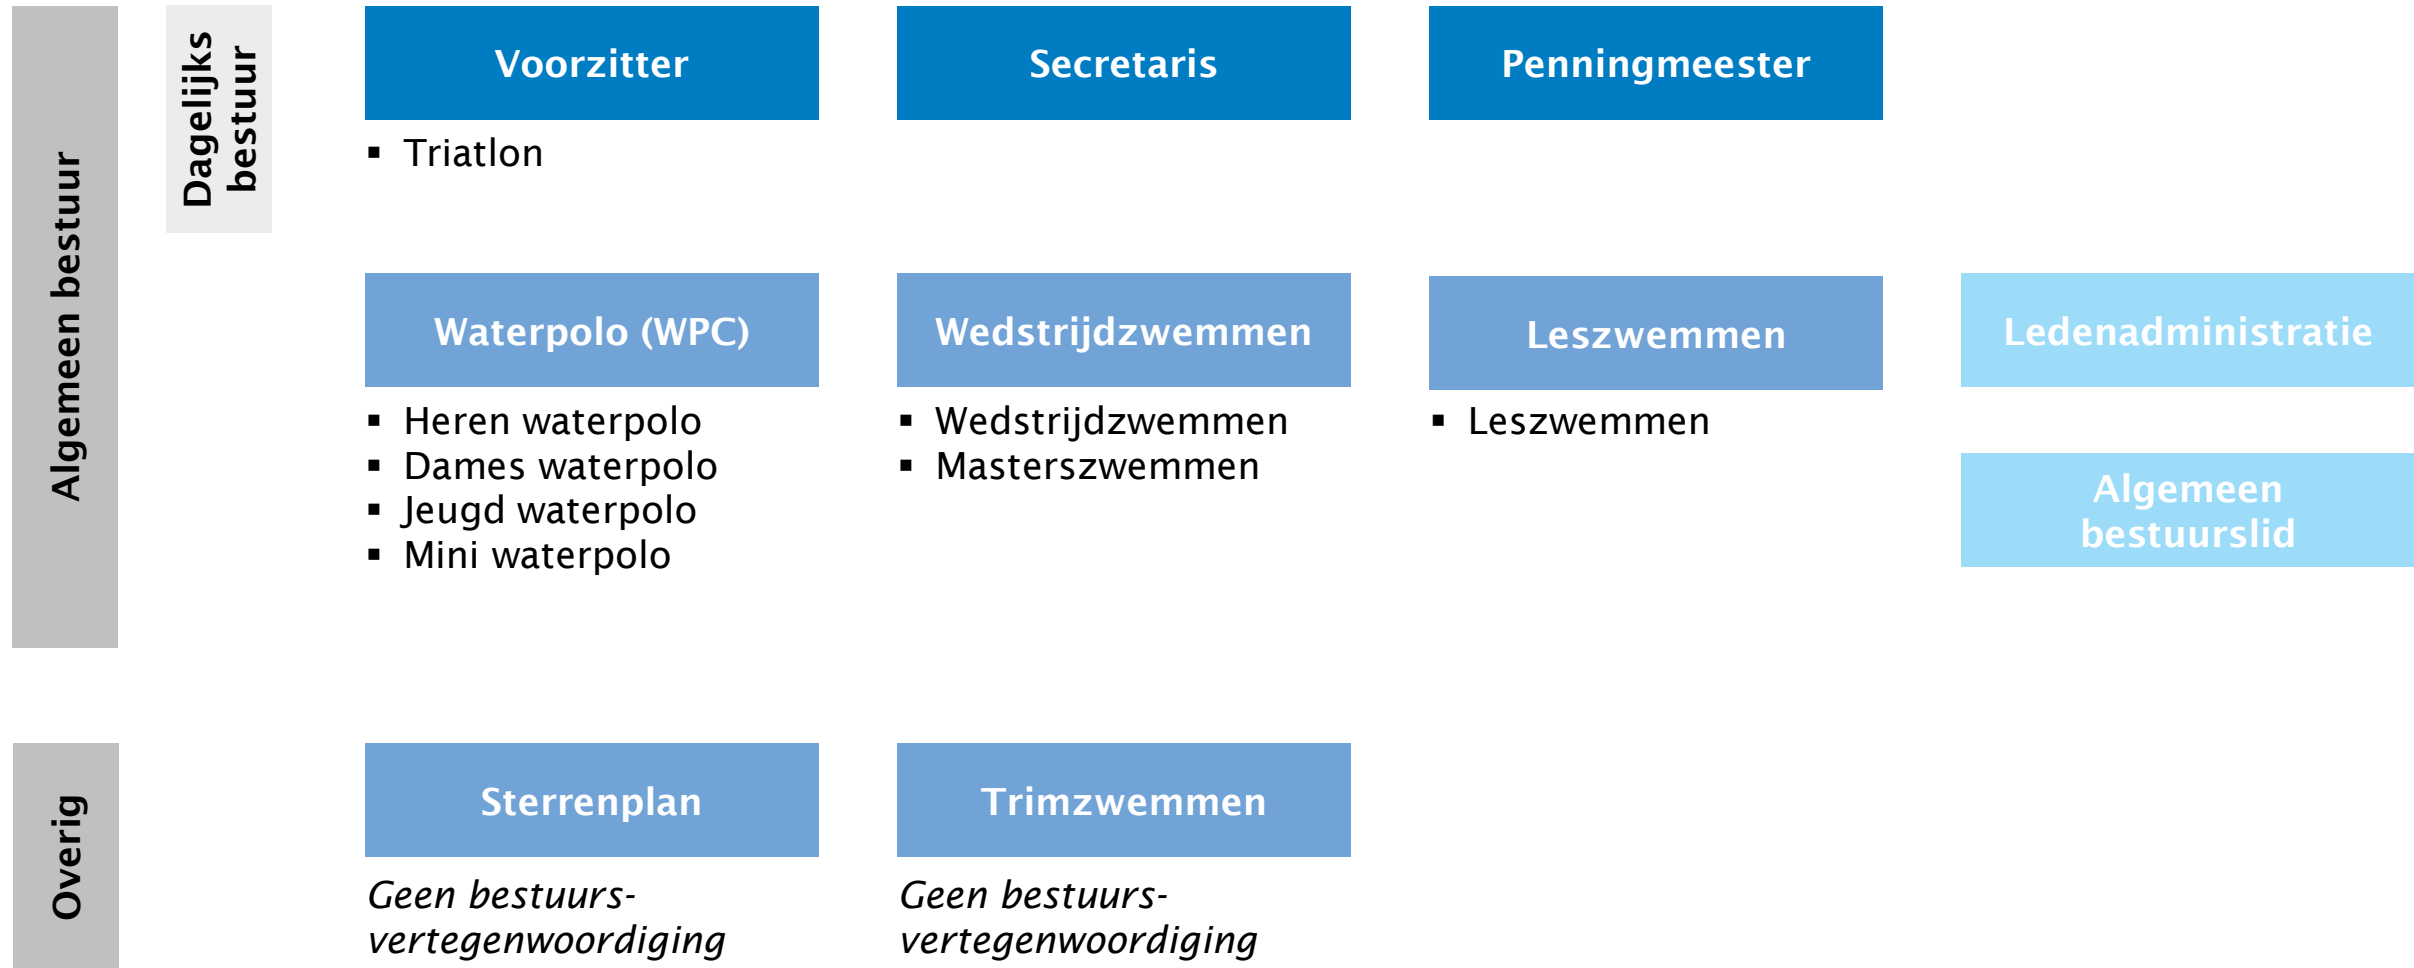 Algemeen bestuur
Dagelijks
bestuur
Voorzitter
▪ Triatlon
Secretaris
Penningmeester
Waterpolo (WPC)
▪ Heren waterpolo
▪ Dames waterpolo
▪ Jeugd waterpolo
▪ Mini waterpolo
Wedstrijdzwemmen
▪ Wedstrijdzwemmen
▪ Masterszwemmen
Leszwemmen
▪ Leszwemmen
Ledenadministratie
Algemeen
bestuurslid
Overig
Sterrenplan
Geen bestuurs-
vertegenwoordiging
Trimzwemmen
Geen bestuurs-
vertegenwoordiging